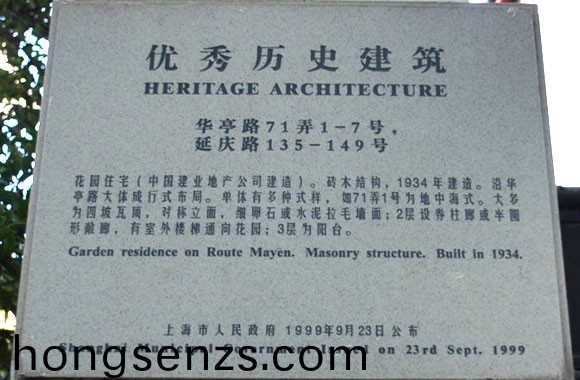 优秀历史建筑
HERITAGE ARCHITECTURE
华亭路71弄1-7号，
延庆路135-149号
花园住宅（中国建业地产公司建造）。砖木结构，1934年建造。沿华
亭路大体成行式布局。单体有多种式样，如71弄1号为地中海式。大多
为四坡瓦顶，对称立面，细卵石或水泥拉毛墙面；2层设券柱廊或半圆
形敞廊，有室外楼梯通向花园；3层为阳台。
Garden residence on Route Mayen. Masonry structure. Built in 1934.
上海市人民政府 1999年9月23日公布
Shanghai Municipal Government Issued on 23rd Sept. 1999
hongsenzs.com